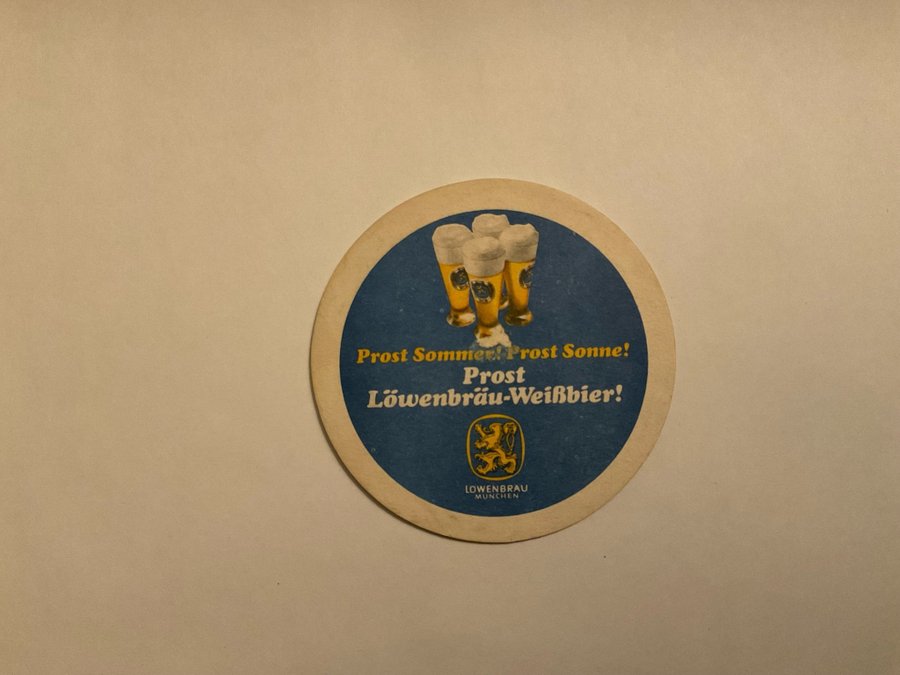 Prost Sommer! Prost Sonne!
Prost
Löwenbräu-Weißbier!
LÖWENBRÄU
MÜNCHEN